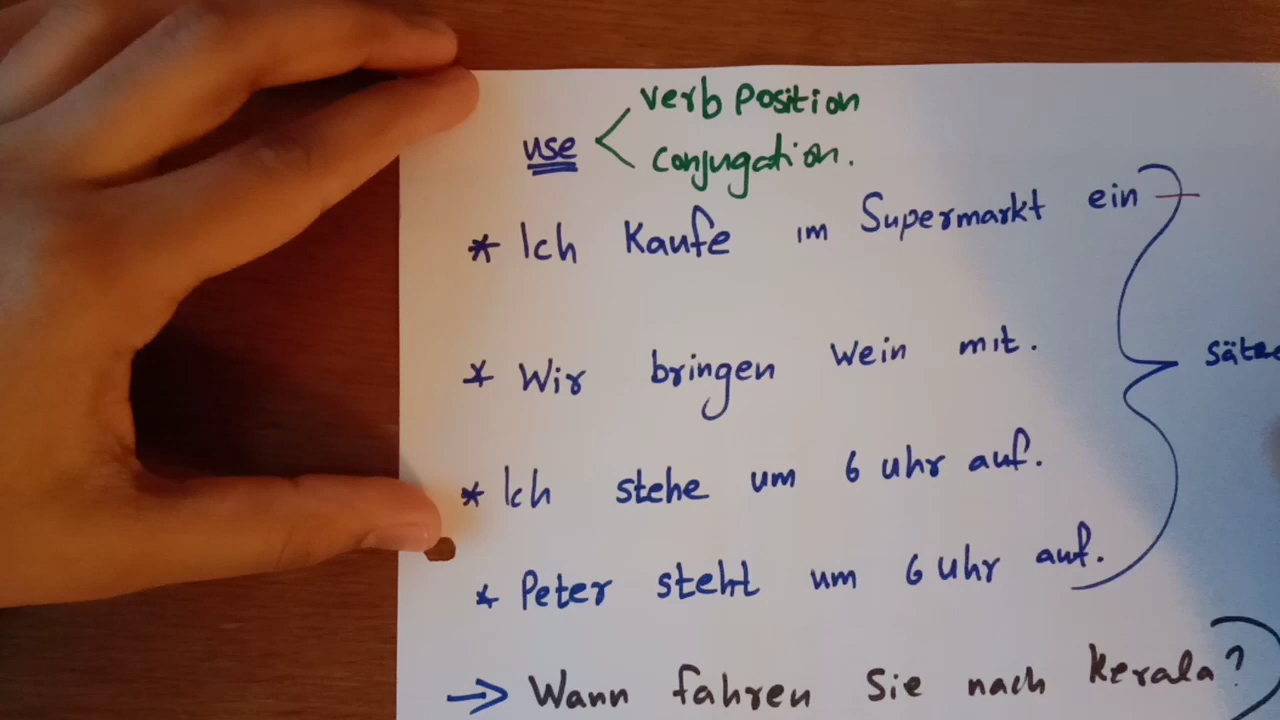 verb position
use
conjugation.
* Ich Kaufe im Supermarkt ein
* Wir bringen Wein mit.
sätze
* Ich stehe um 6 uhr auf.
* Peter steht um 6 Uhr auf.
→ Wann fahren Sie nach Kerala?